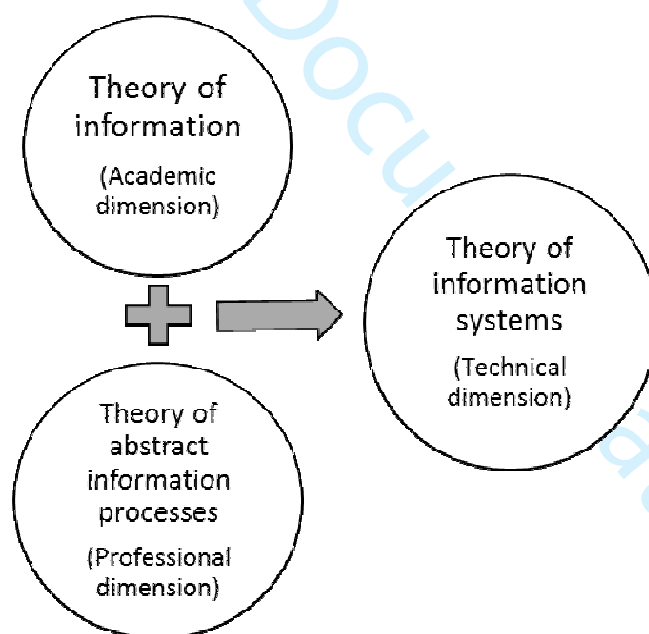 Theory of
information
(Academic
dimension)
Theory of
abstract
information
processes
(Professional
dimension)
Theory of
information
systems
(Technical
dimension)